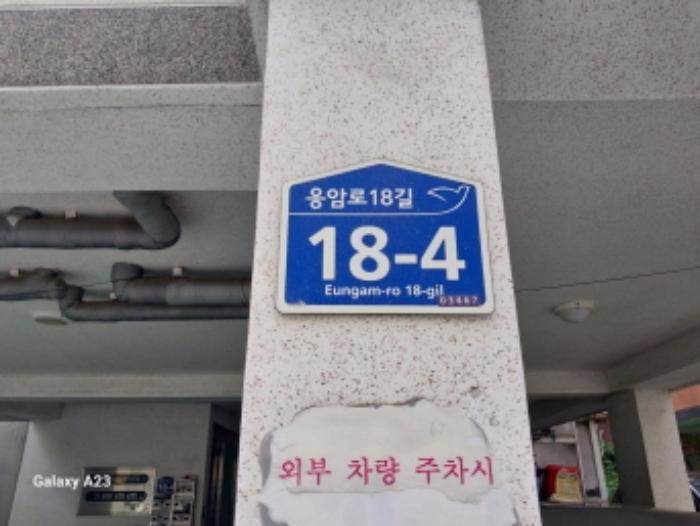 응암로18길
18-4
Eungam-ro 18-gil
03467
외부 차량 주차시
Galaxy A23